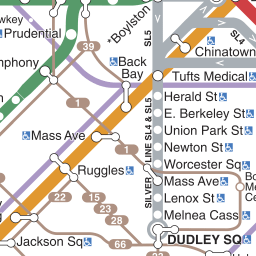 Prudential
39
*Boylston
SL5
SL4
Chinatown
Back
Bay
Tufts Medical
1
Herald St
E. Berkeley St
Union Park St
Mass Ave
Newton St
1
Worcester Sq
Ruggles
Mass Ave
22
15
23
28
Lenox St
Melnea Cass
SILVER LINE SL4 & SL5
66
DUDLEY SQ
Jackson Sq